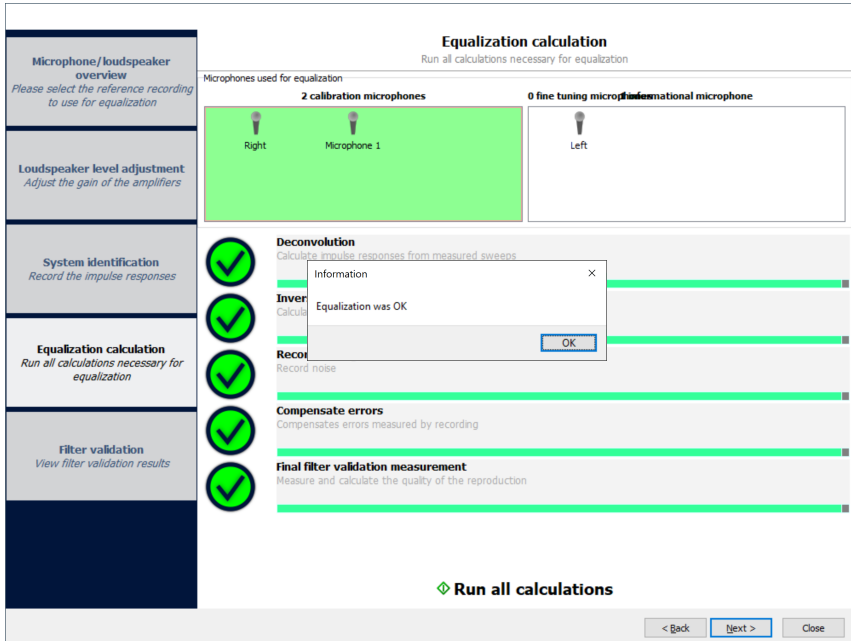 Microphone/loudspeaker
overview
Please select the reference recording
to use for equalization
Loudspeaker level adjustment
Adjust the gain of the amplifiers
System identification
Record the impulse responses
Equalization calculation
Run all calculations necessary for
equalization
Filter validation
View filter validation results
Equalization calculation
Run all calculations necessary for equalization
Microphones used for equalization
2 calibration microphones
0 fine tuning informational microphone
Right
Microphone 1
Left
Deconvolution
Calculate impulse responses from measured sweeps
Information
Equalization was OK
OK
Record noise
Compensate errors
Compensates errors measured by recording
Final filter validation measurement
Measure and calculate the quality of the reproduction
Run all calculations
< Back
Next >
Close